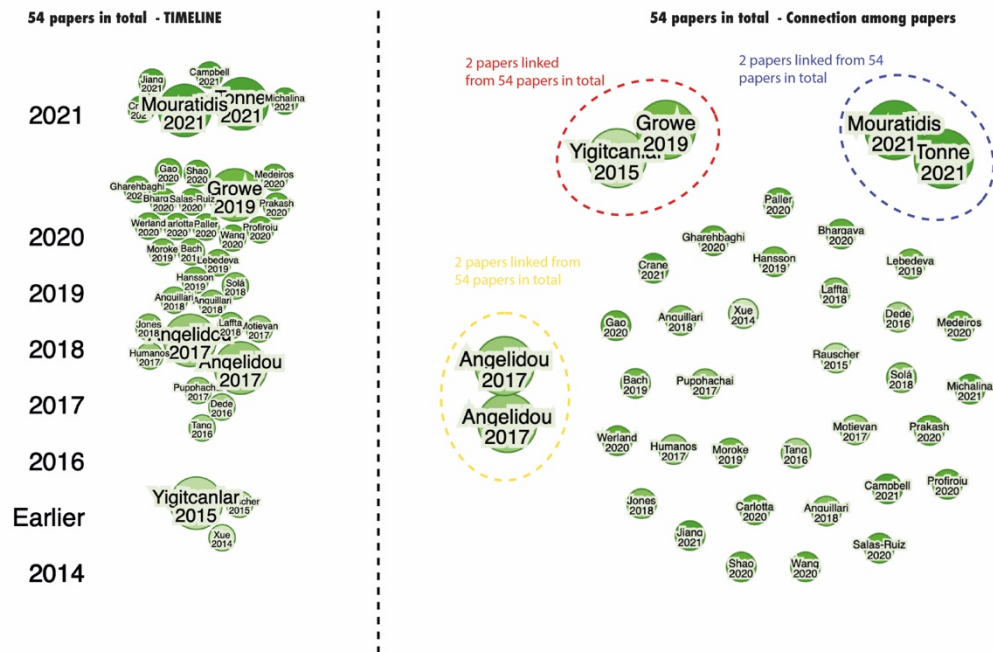 54 papers in total - TIMELINE
2021
Jiang
2021
Campbell
2021
Mouratidis
2021
Tonne
2021
Michalina
2021
Gao
2020
Shao
2020
Gharehbaghi
Growe
2019
Medeiros
2020
2020
Salas-Ruiz
2020
Prakash
2020
Werland
2020
2020
Paller
2020
Wang
2020
Profiroiu
2020
2020
Moroke
2019
Bach
Lebedeva
2019
Hansson
2019
Solá
2018
2019
Anguillari
2018
Anguillari
2018
Jones
2018
Angelidou
2017
Laffta
2018
Motievan
2017
2018
Humanos
2017
Angelidou
2017
Pupphachai
2017
Dede
2016
2017
Tang
2016
2016
Yigitcanlar
2015
2015
Earlier
Xue
2014
2014
54 papers in total - Connection among papers
2 papers linked
from 54 papers in total
2 papers linked from 54
papers in total
Growe
2019
Yigitcanlar
2015
Mouratidis
2021
Tonne
2021
2 papers linked from
54 papers in total
Angelidou
2017
Angelidou
2017
Paller
2020
Gharehbaghi
2020
Bhargava
2020
Crane
2021
Hansson
2019
Lebedeva
2019
Laffta
2018
Gao
2020
Anguillari
2018
Xue
2014
Dede
2016
Medeiros
2020
Rauscher
2015
Bach
2019
Pupphachai
2017
Solá
2018
Michalina
2021
Werland
2020
Humanos
2017
Moroke
2019
Tang
2016
Motievan
2017
Prakash
2020
Jones
2018
Carlotta
2020
Anguillari
2018
Campbell
2021
Profiroiu
2020
Jiang
2021
Salas-Ruiz
2020
Shao
2020
Wang
2020